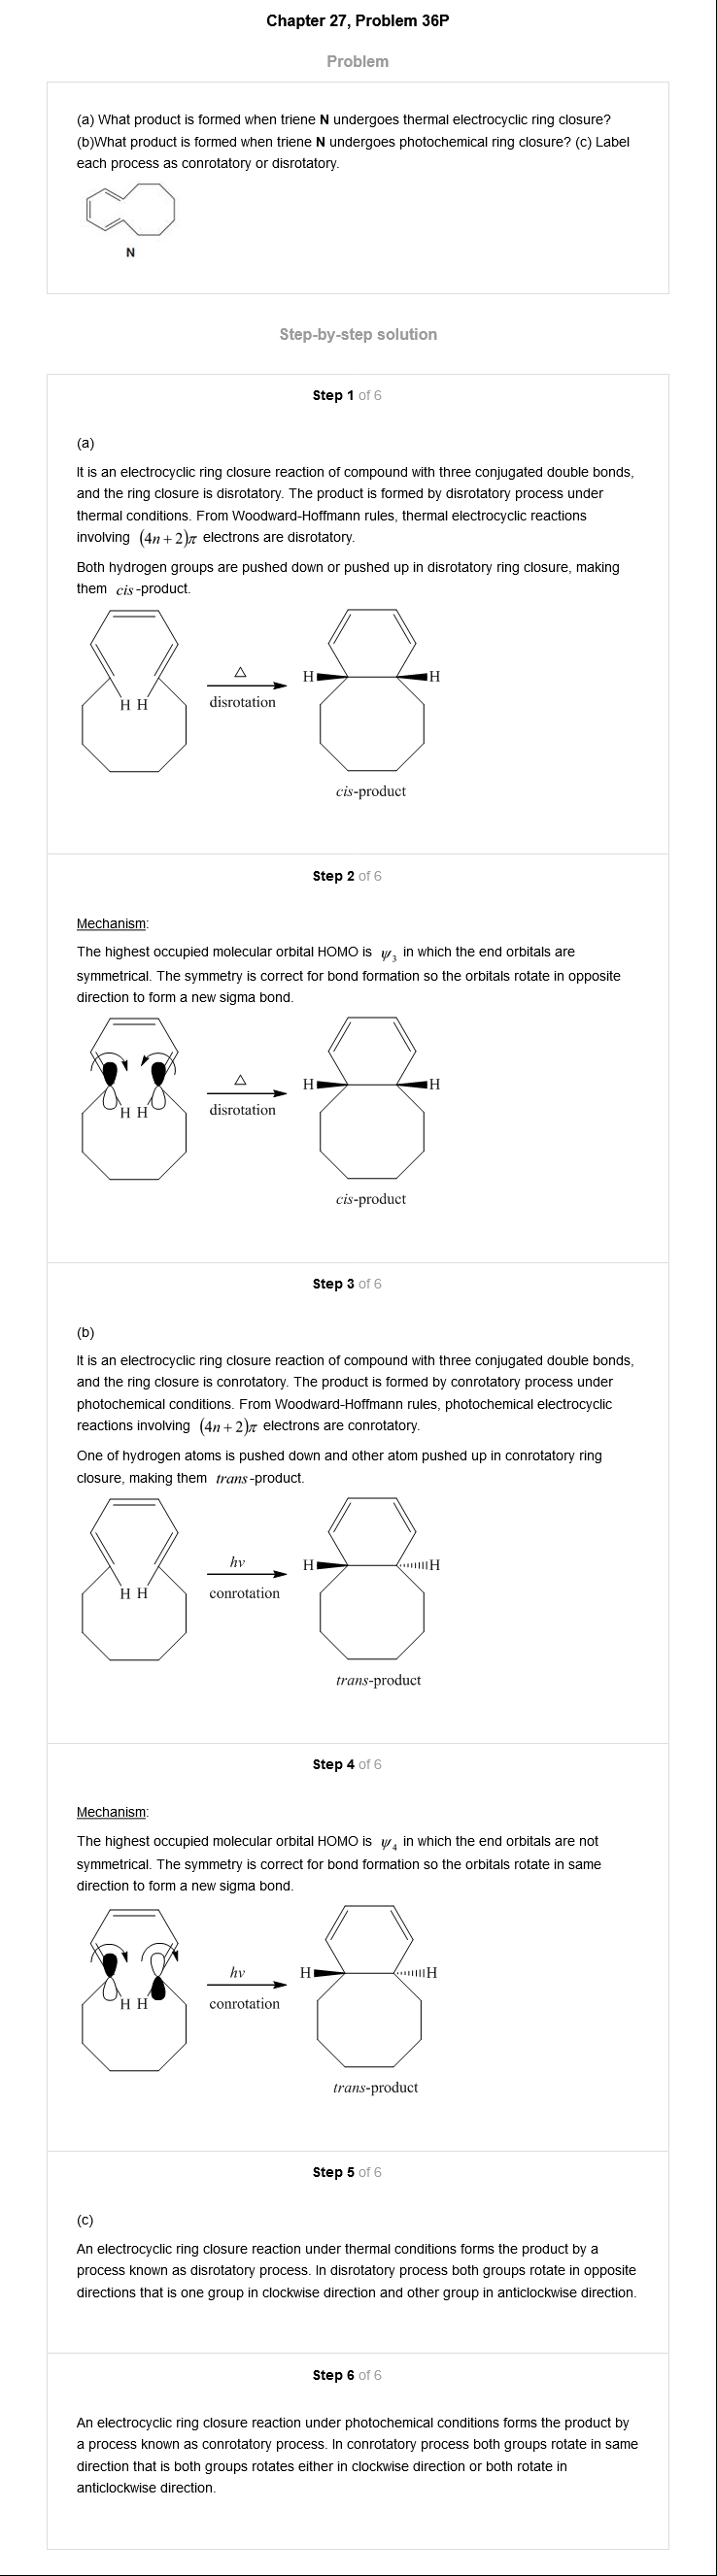 Chapter 27, Problem 36P
Problem
(a) What product is formed when triene N undergoes thermal electrocyclic ring closure?
(b)What product is formed when triene N undergoes photochemical ring closure? (c) Label
each process as conrotatory or disrotatory.
N
Step-by-step solution
Step 1 of 6
(a)
It is an electrocyclic ring closure reaction of compound with three conjugated double bonds,
and the ring closure is disrotatory. The product is formed by disrotatory process under
thermal conditions. From Woodward-Hoffmann rules, thermal electrocyclic reactions
involving (4n+2)π electrons are disrotatory.
Both hydrogen groups are pushed down or pushed up in disrotatory ring closure, making
them cis-product.
H H △ disrotation H H
cis-product
Step 2 of 6
Mechanism:
The highest occupied molecular orbital HOMO is ψ3 in which the end orbitals are
symmetrical. The symmetry is correct for bond formation so the orbitals rotate in opposite
direction to form a new sigma bond.
H H △ disrotation H H
cis-product
Step 3 of 6
(b)
It is an electrocyclic ring closure reaction of compound with three conjugated double bonds,
and the ring closure is conrotatory. The product is formed by conrotatory process under
photochemical conditions. From Woodward-Hoffmann rules, photochemical electrocyclic
reactions involving (4n+2)π electrons are conrotatory.
One of hydrogen atoms is pushed down and other atom pushed up in conrotatory ring
closure, making them trans-product.
H H hv conrotation H H
trans-product
Step 4 of 6
Mechanism:
The highest occupied molecular orbital HOMO is ψ4 in which the end orbitals are not
symmetrical. The symmetry is correct for bond formation so the orbitals rotate in same
direction to form a new sigma bond.
H H hv conrotation H H
trans-product
Step 5 of 6
(c)
An electrocyclic ring closure reaction under thermal conditions forms the product by a
process known as disrotatory process. In disrotatory process both groups rotate in opposite
directions that is one group in clockwise direction and other group in anticlockwise direction.
Step 6 of 6
An electrocyclic ring closure reaction under photochemical conditions forms the product by
a process known as conrotatory process. In conrotatory process both groups rotate in same
direction that is both groups rotates either in clockwise direction or both rotate in
anticlockwise direction.